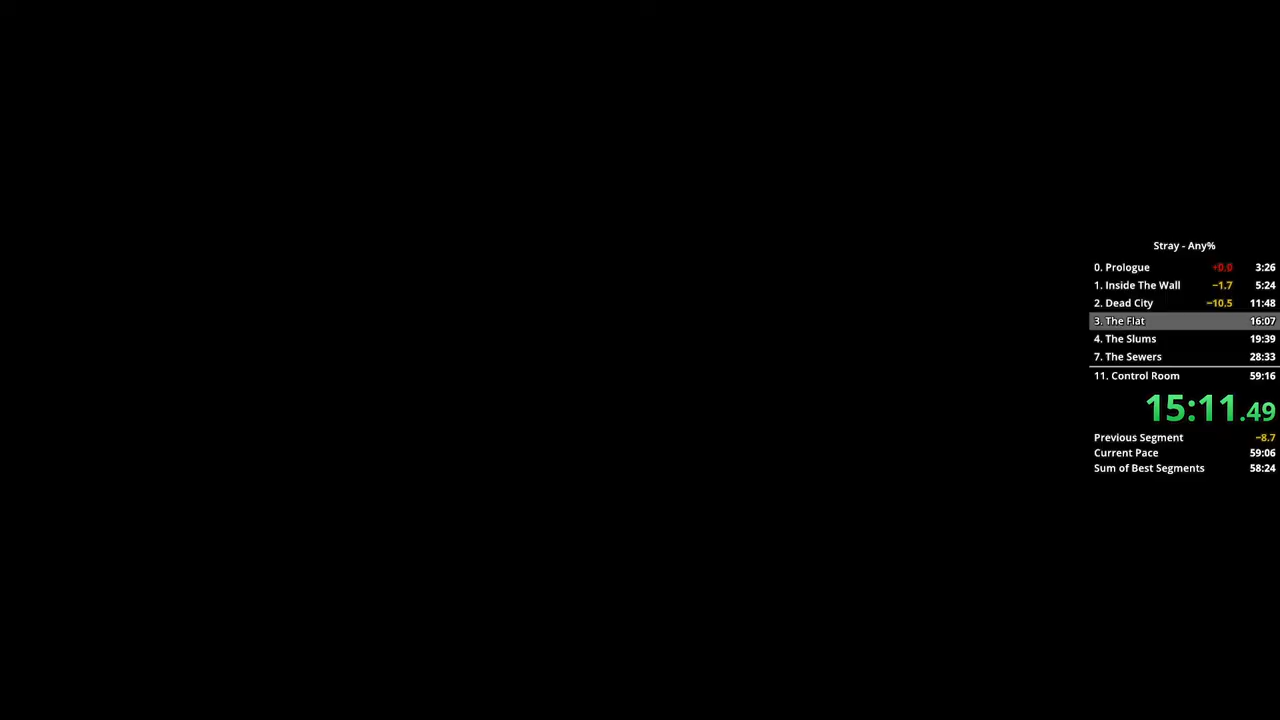 Stray - Any%
0. Prologue +0.0 3:26
1. Inside The Wall −1.7 5:24
2. Dead City −10.5 11:48
3. The Flat 16:07
4. The Slums 19:39
7. The Sewers 28:33
11. Control Room 59:16
15:11.49
Previous Segment −8.7
Current Pace 59:06
Sum of Best Segments 58:24